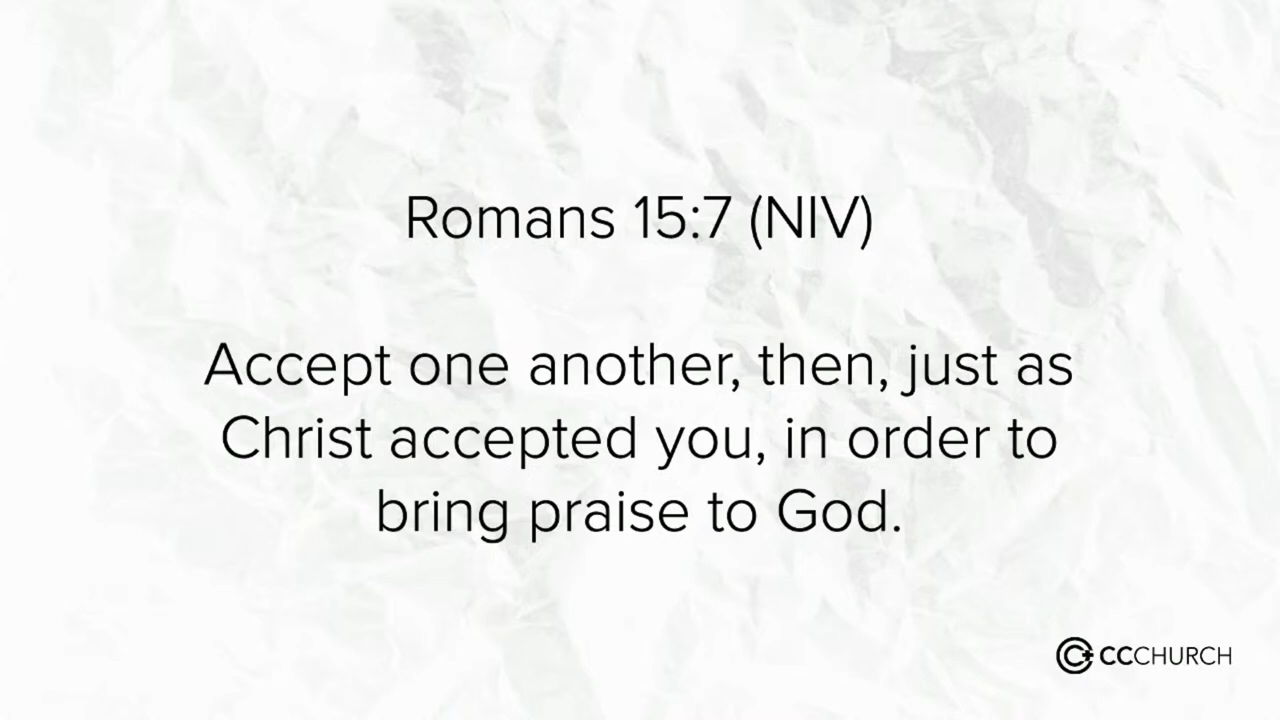 Romans 15:7 (NIV)
Accept one another, then, just as
Christ accepted you, in order to
bring praise to God.
CCCHURCH